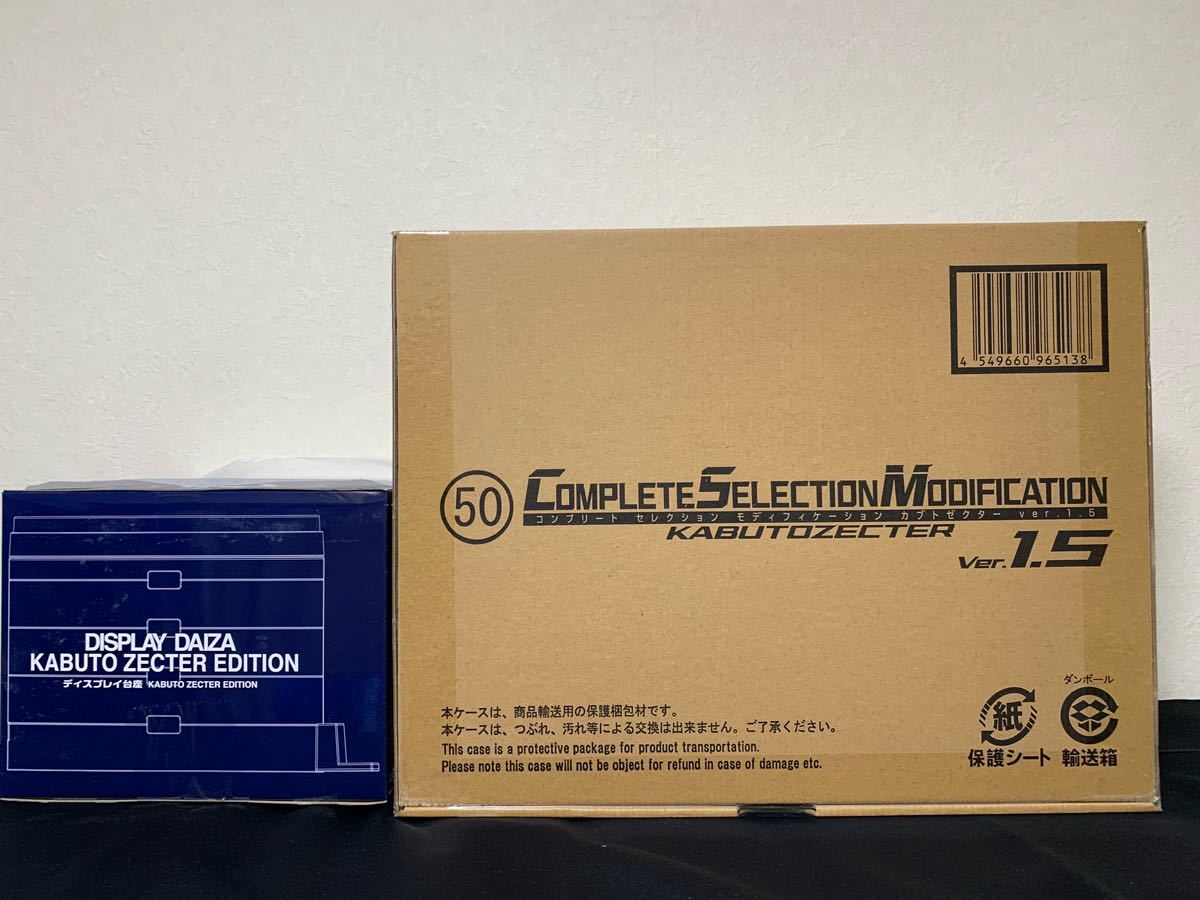 DISPLAY DAIZA
KABUTO ZECTER EDITION
ディスプレイ台座 KABUTO ZECTER EDITION
4 549660 965138
50 COMPLETE SELECTION MODIFICATION
コンプリート セレクション モディフィケーション カブトゼクター ver.1.5
KABUTOZECTER
Ver.1.5
本ケースは、商品輸送用の保護梱包材です。
本ケースは、つぶれ、汚れ等による交換は出来ません。ご了承ください。
This case is a protective package for product transportation.
Please note this case will not be object for refund in case of damage etc.
紙
保護シート
ダンボール
輸送箱